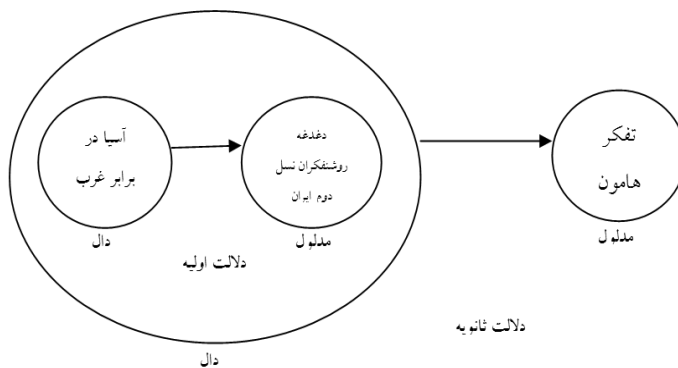 آسیا در
برابر غرب
دال
دغدغه
روشنفکران نسل
دوم ایران
مدلول
تفکر
هامون
مدلول
دلالت اولیه
دلالت ثانویه
دال